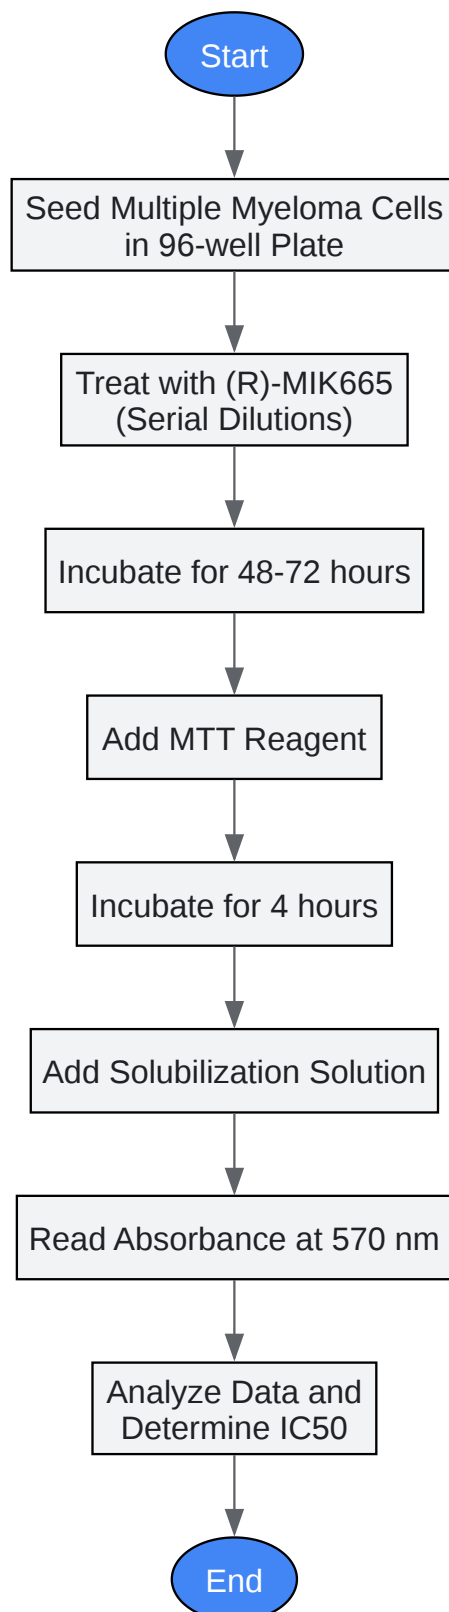 Start
Seed Multiple Myeloma Cells
in 96-well Plate
Treat with (R)-MIK665
(Serial Dilutions)
Incubate for 48-72 hours
Add MTT Reagent
Incubate for 4 hours
Add Solubilization Solution
Read Absorbance at 570 nm
Analyze Data and
Determine IC50
End